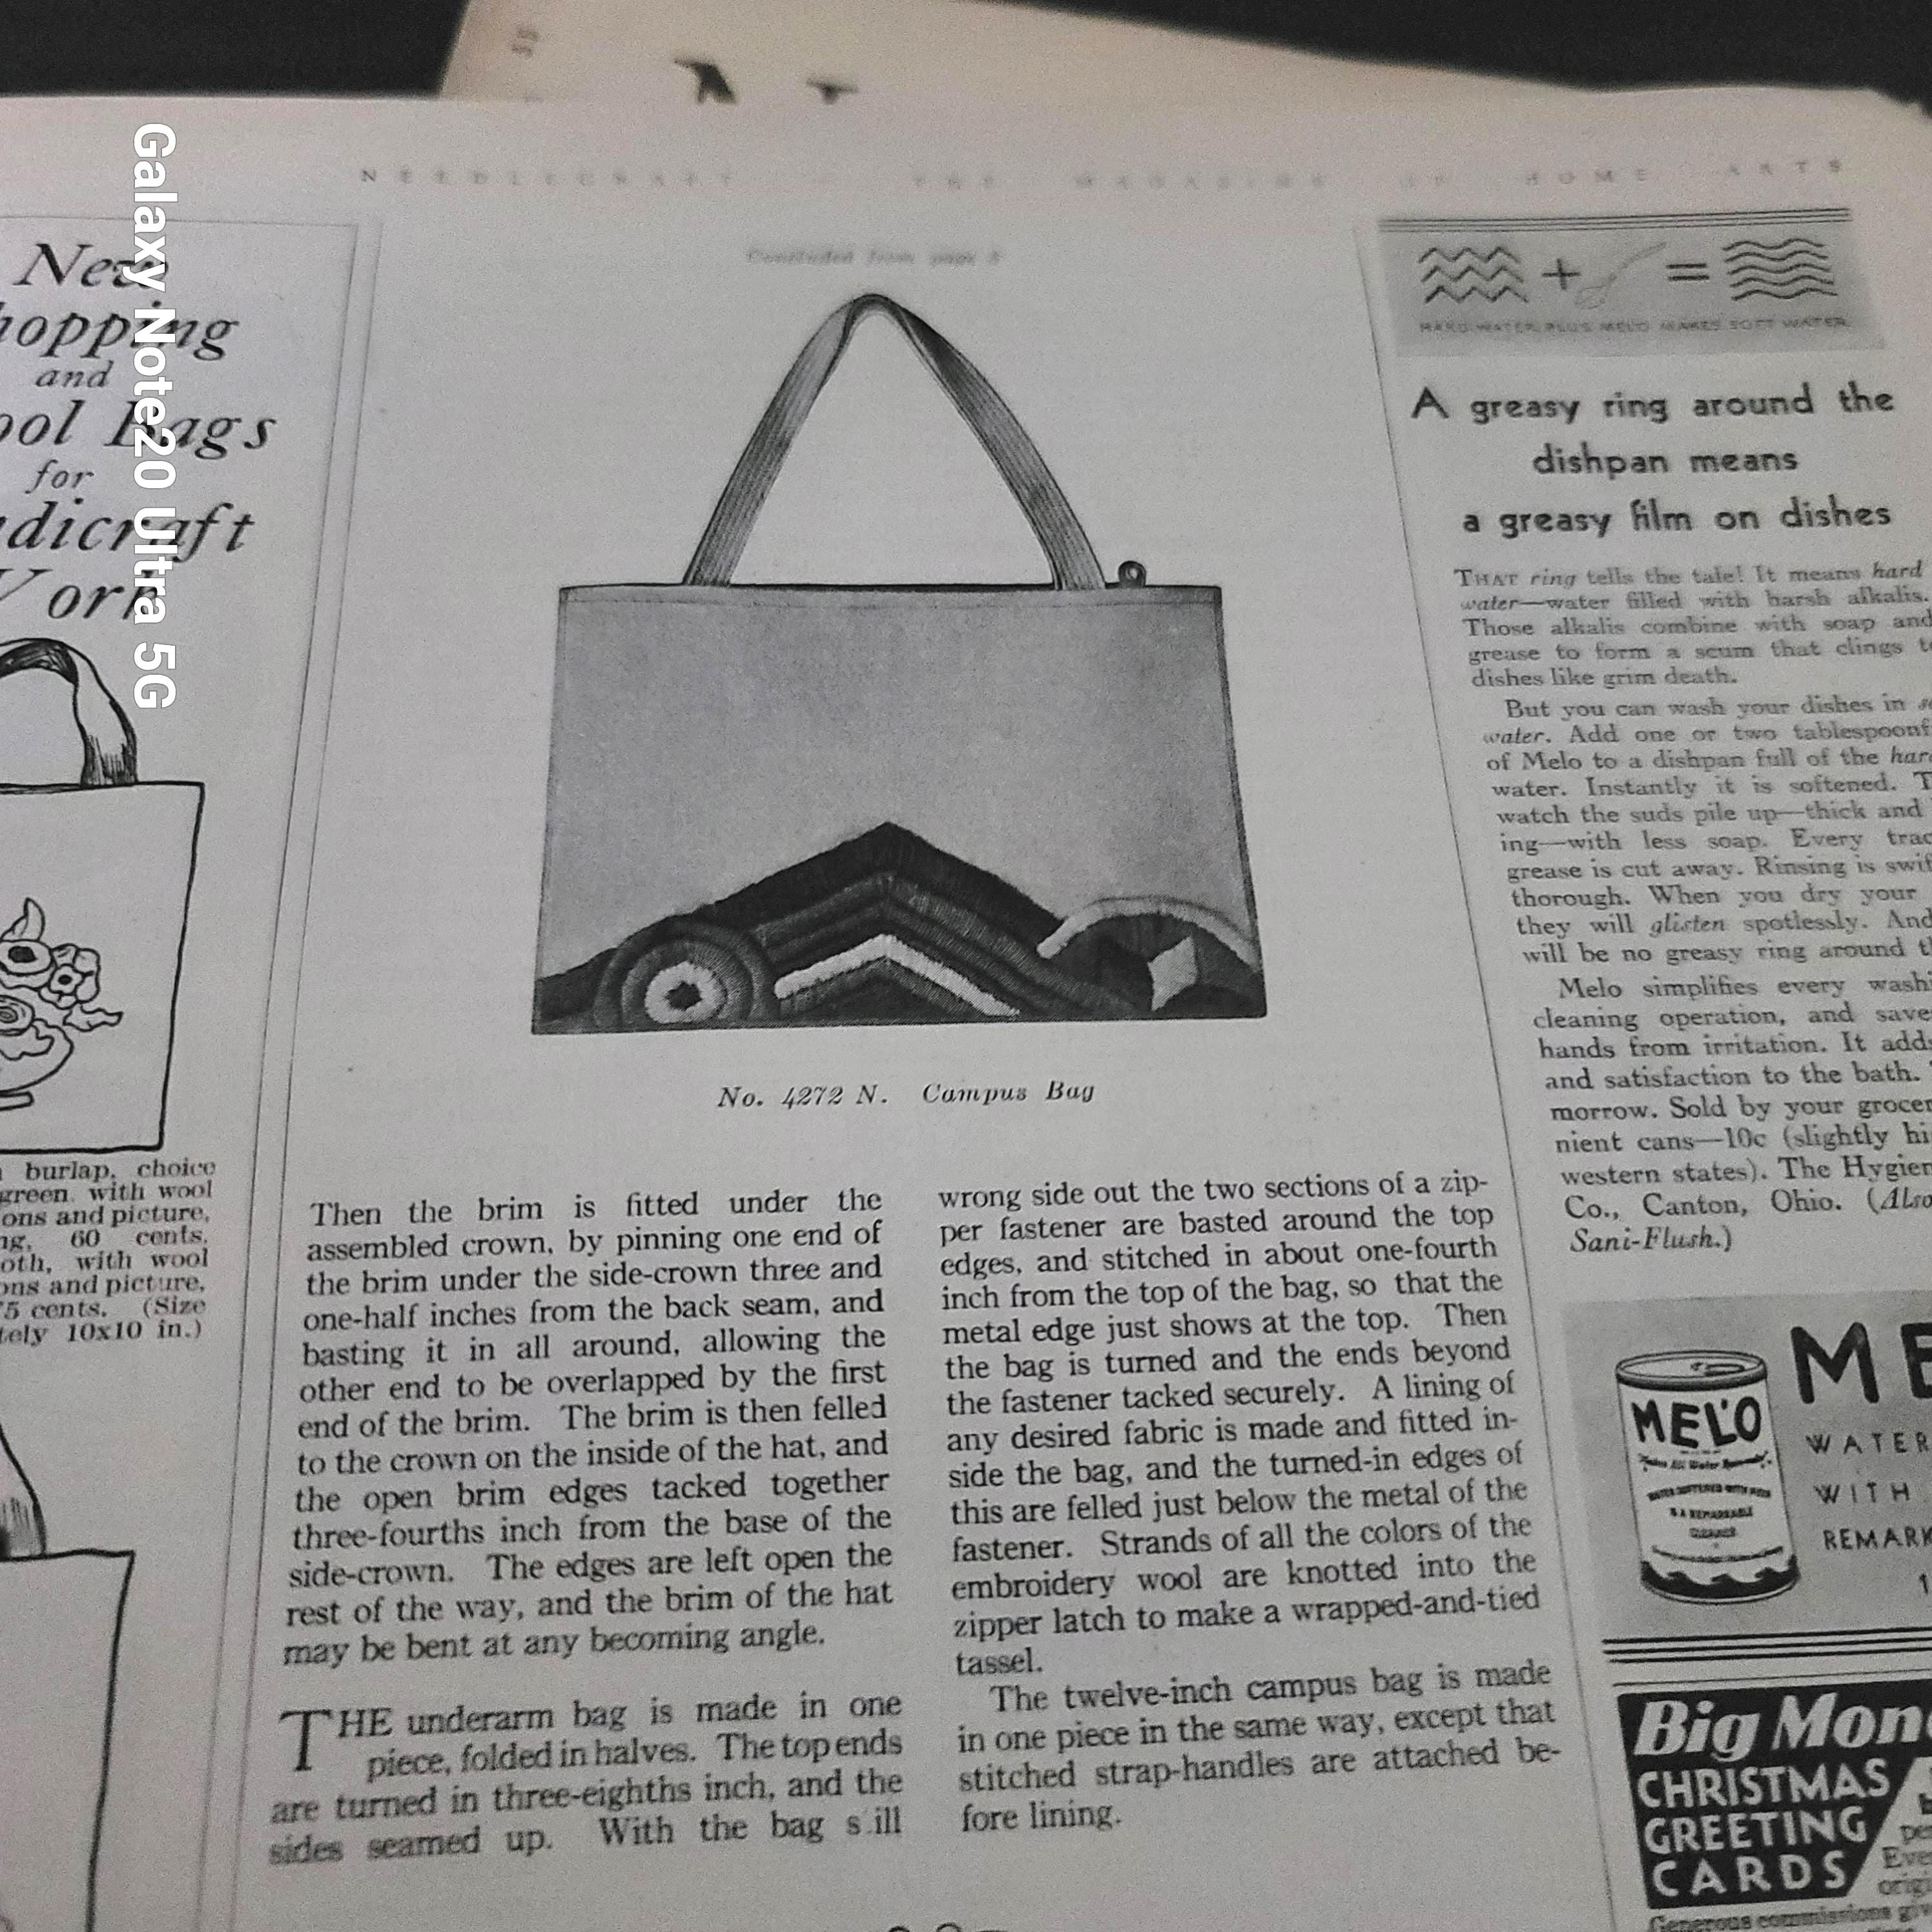 Galaxy Note20 Ultra 5G
NEEDLECRAFT THE MAGAZINE OF HOME ARTS
New
and
Bags
for
burlap, choice
green. with wool
and picture,
60 cents.
with wool
and picture,
cents. (Size
10x10 in.)
Concluded from page 5
No. 4272 N. Campus Bag
Then the brim is fitted under the
assembled crown, by pinning one end of
the brim under the side-crown three and
one-half inches from the back seam, and
basting it in all around, allowing the
other end to be overlapped by the first
end of the brim. The brim is then felled
to the crown on the inside of the hat, and
the open brim edges tacked together
three-fourths inch from the base of the
side-crown. The edges are left open the
rest of the way, and the brim of the hat
may be bent at any becoming angle.
THE underarm bag is made in one
piece, folded in halves. The top ends
are turned in three-eighths inch, and the
sides seamed up. With the bag s ill
wrong side out the two sections of a zip-
per fastener are basted around the top
edges, and stitched in about one-fourth
inch from the top of the bag, so that the
metal edge just shows at the top. Then
the bag is turned and the ends beyond
the fastener tacked securely. A lining of
any desired fabric is made and fitted in-
side the bag, and the turned-in edges of
this are felled just below the metal of the
fastener. Strands of all the colors of the
embroidery wool are knotted into the
zipper latch to make a wrapped-and-tied
tassel.
The twelve-inch campus bag is made
in one piece in the same way, except that
stitched strap-handles are attached be-
fore lining.
+ =
HARD WATER PLUS MELO MAKES SOFT WATER.
A greasy ring around the
dishpan means
a greasy film on dishes
THAT ring tells the tale! It means hard
water—water filled with harsh alkalis.
Those alkalis combine with soap and
grease to form a scum that clings
dishes like grim death.
But you can wash your dishes in
water. Add one or two
of Melo to a dishpan full of the
water. Instantly it is softened.
watch the suds pile up—thick and
ing—with less soap. Every
grease is cut away. Rinsing is
thorough. When you dry your
they will glisten spotlessly. And
will be no greasy ring around
Melo simplifies every
cleaning operation, and
hands from irritation. It
and satisfaction to the bath.
morrow. Sold by your
nient cans—10c (slightly
western states). The
Co., Canton, Ohio. (Also
Sani-Flush.)
MEL'O
WATER
WITH
Big
CHRISTMAS
GREETING
CARDS
Generous commissions